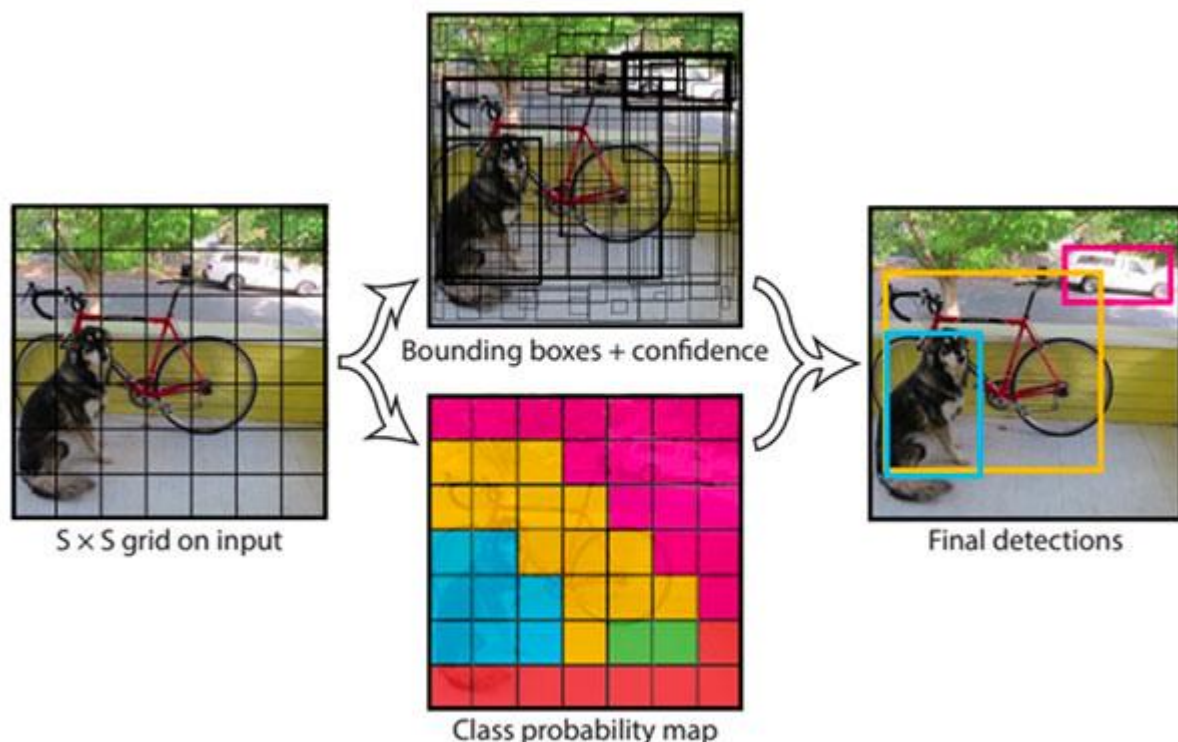 Bounding boxes + confidence
S × S grid on input
Final detections
Class probability map